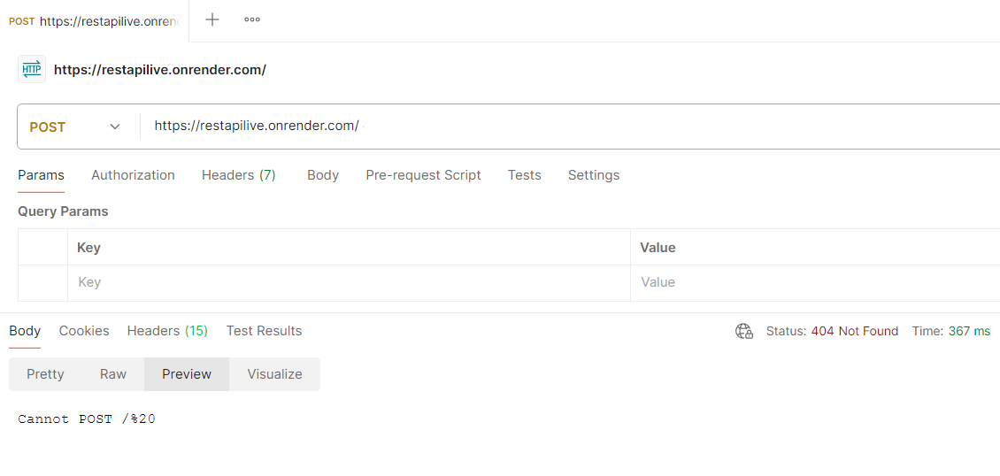 POST https://restapilive.onren
HTTP https://restapilive.onrender.com/
POST https://restapilive.onrender.com/
Params Authorization Headers (7) Body Pre-request Script Tests Settings
Query Params
Key Value
Key Value
Body Cookies Headers (15) Test Results Status: 404 Not Found Time: 367 ms
Pretty Raw Preview Visualize
Cannot POST /%20